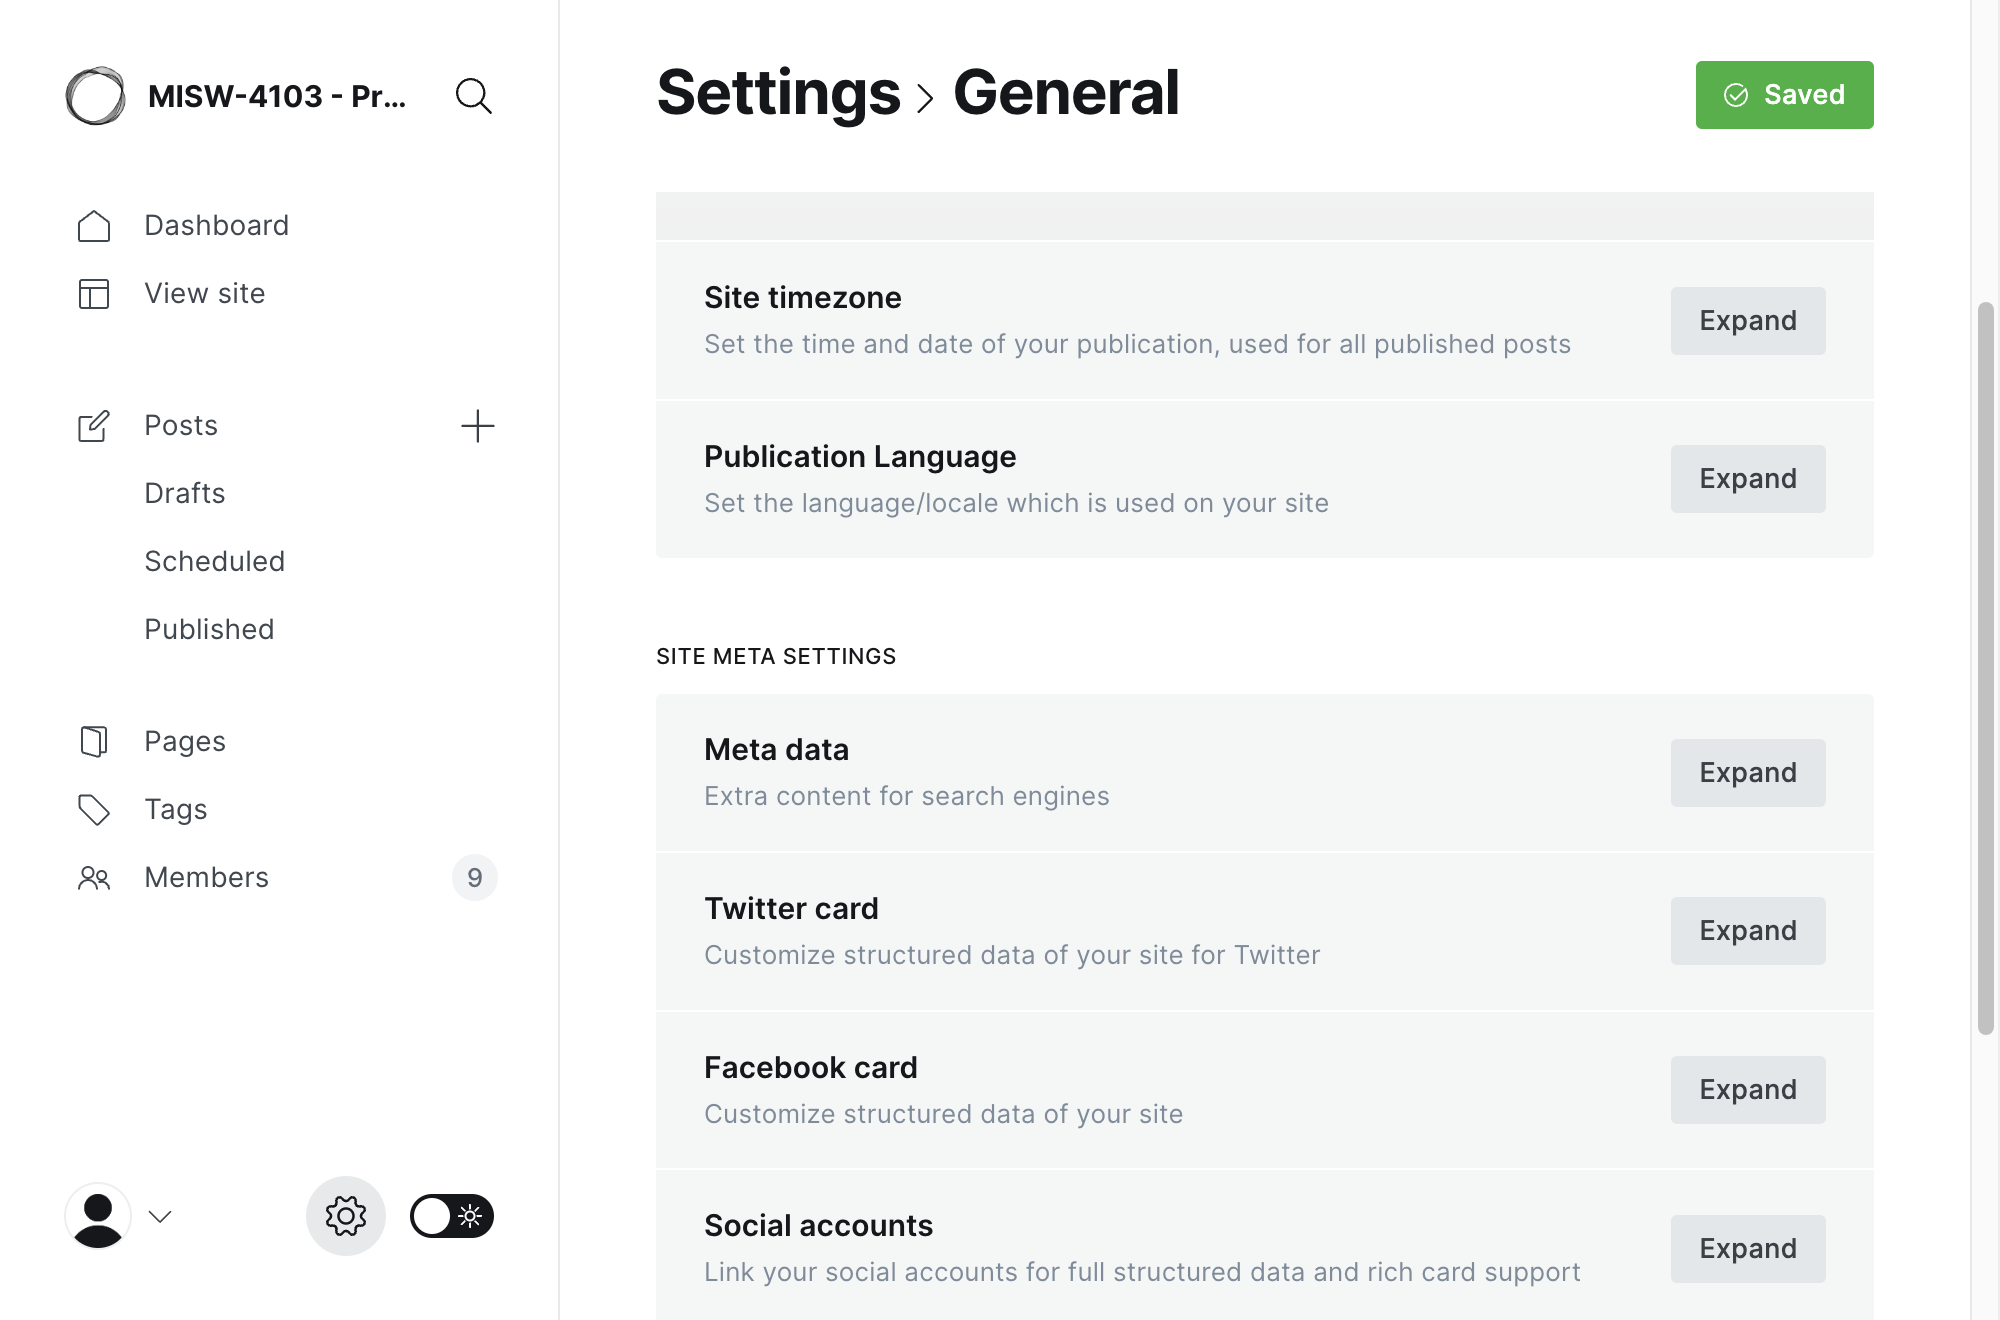 MISW-4103 - Pr...
Dashboard
View site
Posts
Drafts
Scheduled
Published
Pages
Tags
Members
9
Settings > General
Saved
Site timezone
Set the time and date of your publication, used for all published posts
Expand
Publication Language
Set the language/locale which is used on your site
Expand
SITE META SETTINGS
Meta data
Extra content for search engines
Expand
Twitter card
Customize structured data of your site for Twitter
Expand
Facebook card
Customize structured data of your site
Expand
Social accounts
Link your social accounts for full structured data and rich card support
Expand